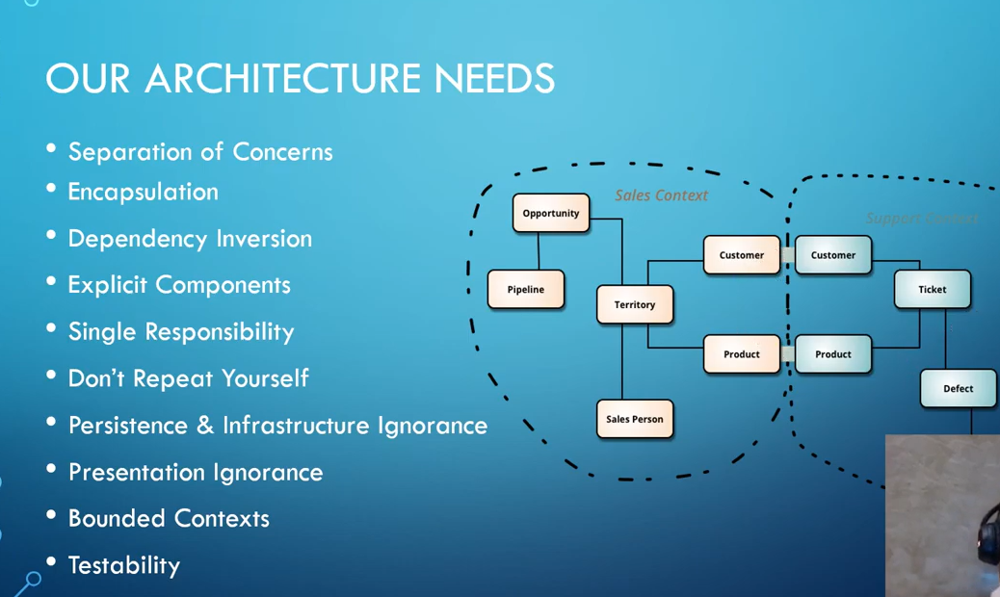 OUR ARCHITECTURE NEEDS
• Separation of Concerns
• Encapsulation
• Dependency Inversion
• Explicit Components
• Single Responsibility
• Don't Repeat Yourself
• Persistence & Infrastructure Ignorance
• Presentation Ignorance
• Bounded Contexts
• Testability
Sales Context
Opportunity
Pipeline
Territory
Customer
Product
Sales Person
Support Context
Customer
Product
Ticket
Defect